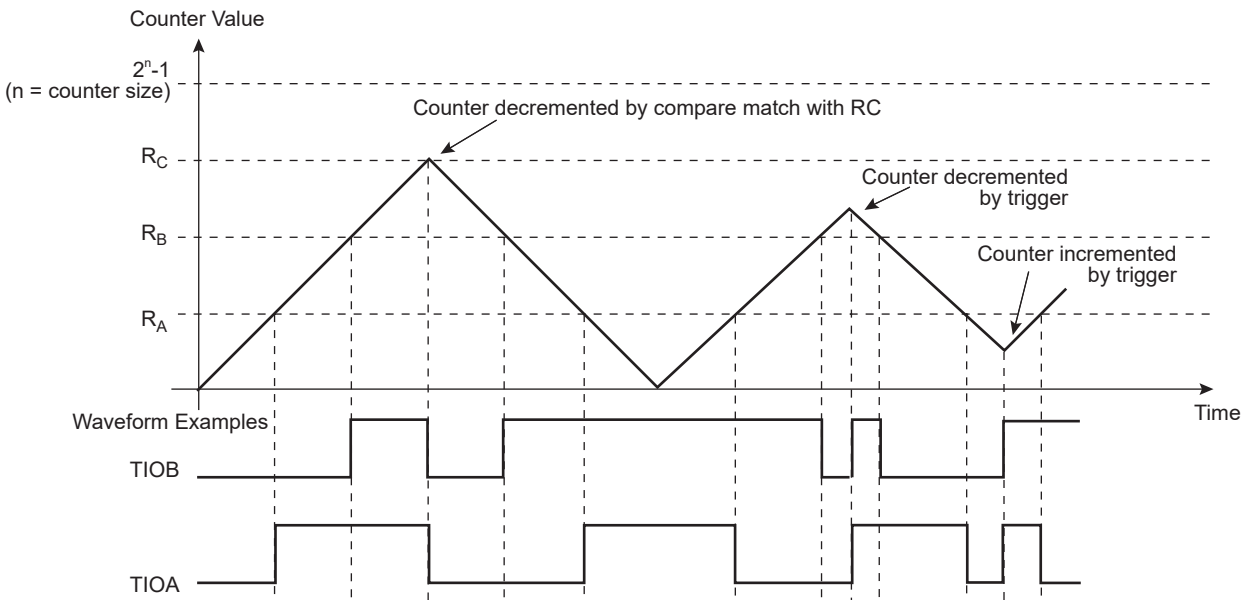 Counter Value
2ⁿ-1
(n = counter size)
Counter decremented by compare match with RC
R_C
Counter decremented
by trigger
R_B
Counter incremented
by trigger
R_A
Time
Waveform Examples
TIOB
TIOA